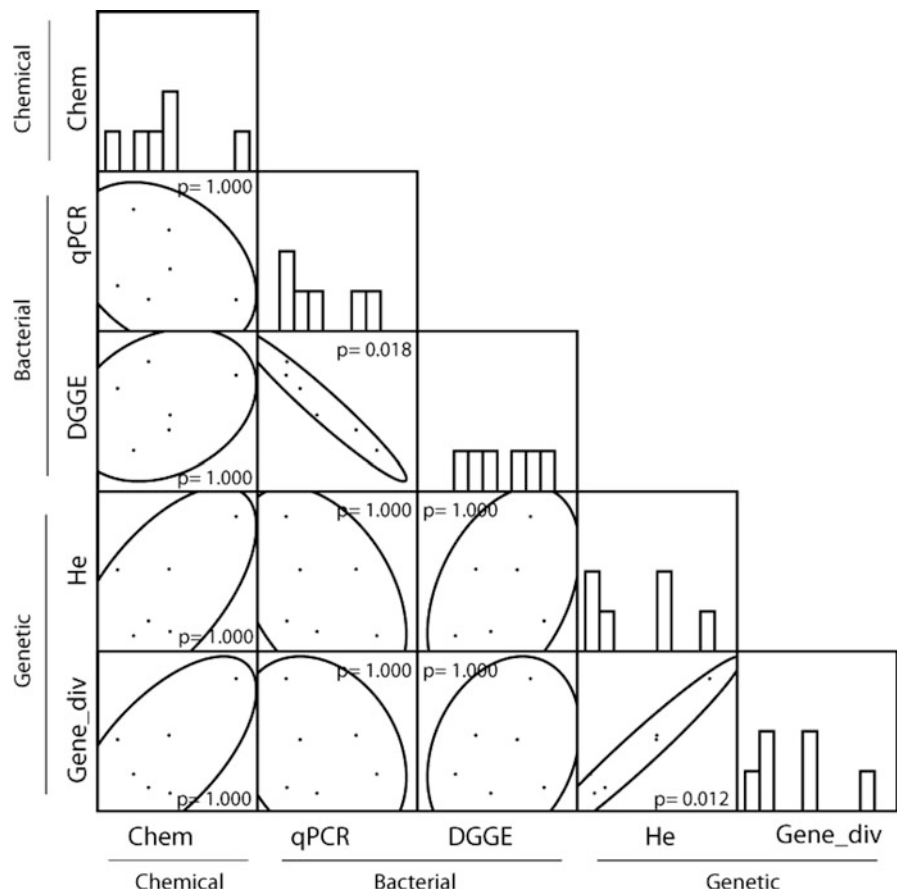 Chemical
Chem
p= 1.000
Bacterial
qPCR
p= 0.018
DGGE
p= 1.000
p= 1.000
p= 1.000
Genetic
He
p= 1.000
p= 1.000
p= 1.000
Gene_div
p= 1.000
p= 0.012
Chem
qPCR
DGGE
He
Gene_div
Chemical
Bacterial
Genetic